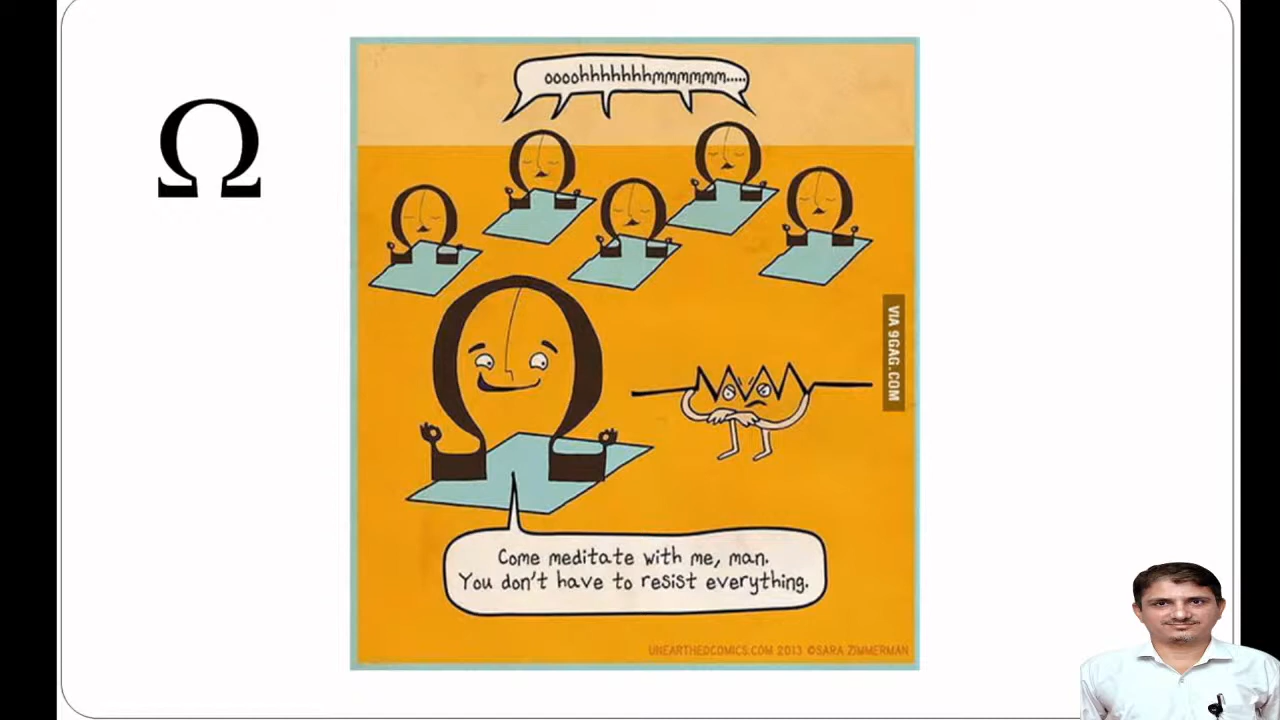 Ω
oooohhhhhhhmmmmmm.....
VIA 9GAG.COM
Come meditate with me, man.
You don't have to resist everything.
UNEARTHEDCOMICS.COM 2013 ©SARA ZIMMERMAN